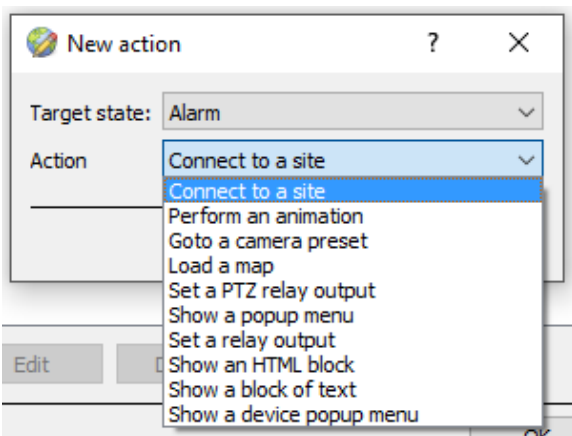 New action ?
Target state: Alarm
Action Connect to a site
Connect to a site
Perform an animation
Goto a camera preset
Load a map
Set a PTZ relay output
Show a popup menu
Set a relay output
Edit
Show an HTML block
Show a block of text
Show a device popup menu